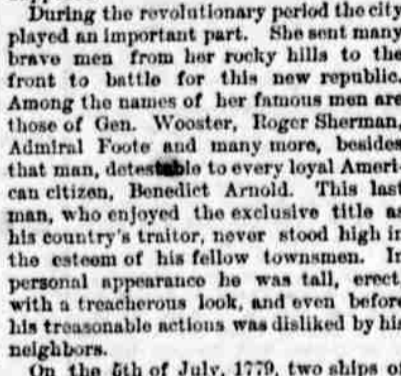 During the revolutionary period the city
played an important part. She sent many
brave men from her rocky hills to the
front to battle for this new republic.
Among the names of her famous men are
those of Gen. Wooster, Roger Sherman,
Admiral Foote and many more, besides
that man, detestable to every loyal Ameri-
can citizen, Benedict Arnold. This last
man, who enjoyed the exclusive title as
his country's traitor, never stood high in
the esteem of his fellow townsmen. In
personal appearance he was tall, erect,
with a treacherous look, and even before
his treasonable actions was disliked by his
neighbors.
On the 5th of July, 1779, two ships of